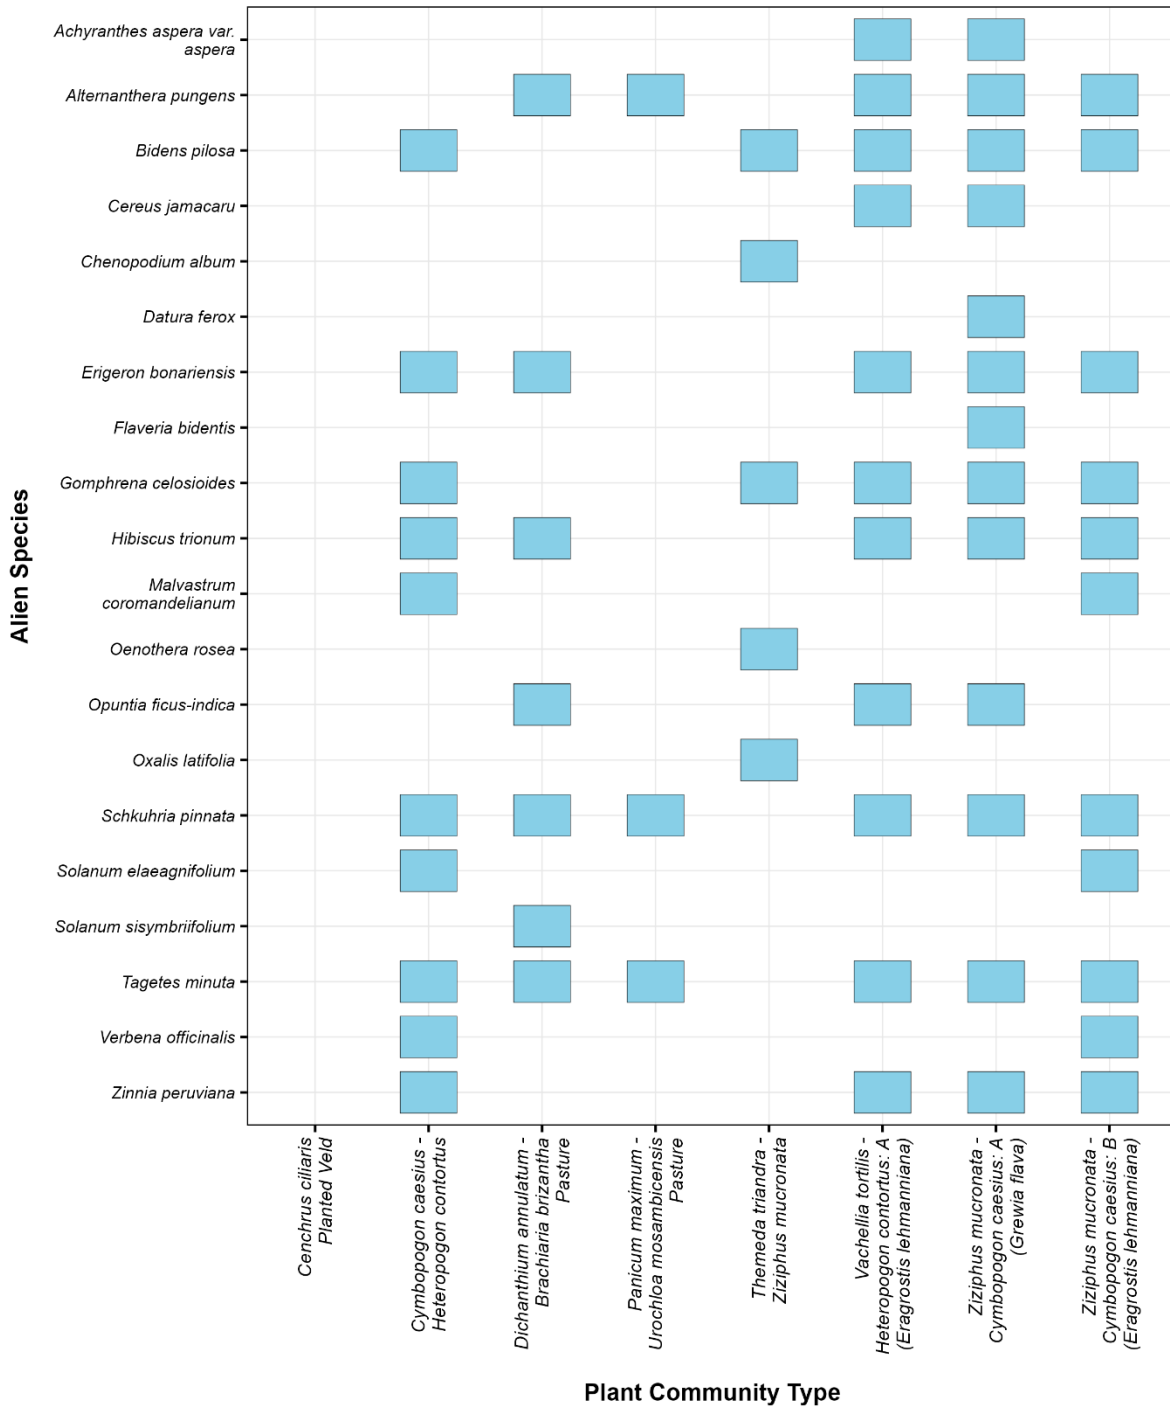 Alien Species
Achyranthes aspera var.
aspera
Alternanthera pungens
Bidens pilosa
Cereus jamacaru
Chenopodium album
Datura ferox
Erigeron bonariensis
Flaveria bidentis
Gomphrena celosioides
Hibiscus trionum
Malvastrum
coromandelianum
Oenothera rosea
Opuntia ficus-indica
Oxalis latifolia
Schkuhria pinnata
Solanum elaeagnifolium
Solanum sisymbriifolium
Tagetes minuta
Verbena officinalis
Zinnia peruviana
Cenchrus ciliaris
Planted Veld
Cymbopogon caesius -
Heteropogon contortus
Dichanthium annulatum -
Brachiaria brizantha
Pasture
Panicum maximum -
Urochloa mosambicensis
Pasture
Themeda triandra -
Ziziphus mucronata
Vachellia tortilis -
Heteropogon contortus: A
(Eragrostis lehmanniana)
Ziziphus mucronata -
Cymbopogon caesius: A
(Grewia flava)
Ziziphus mucronata -
Cymbopogon caesius: B
(Eragrostis lehmanniana)
Plant Community Type